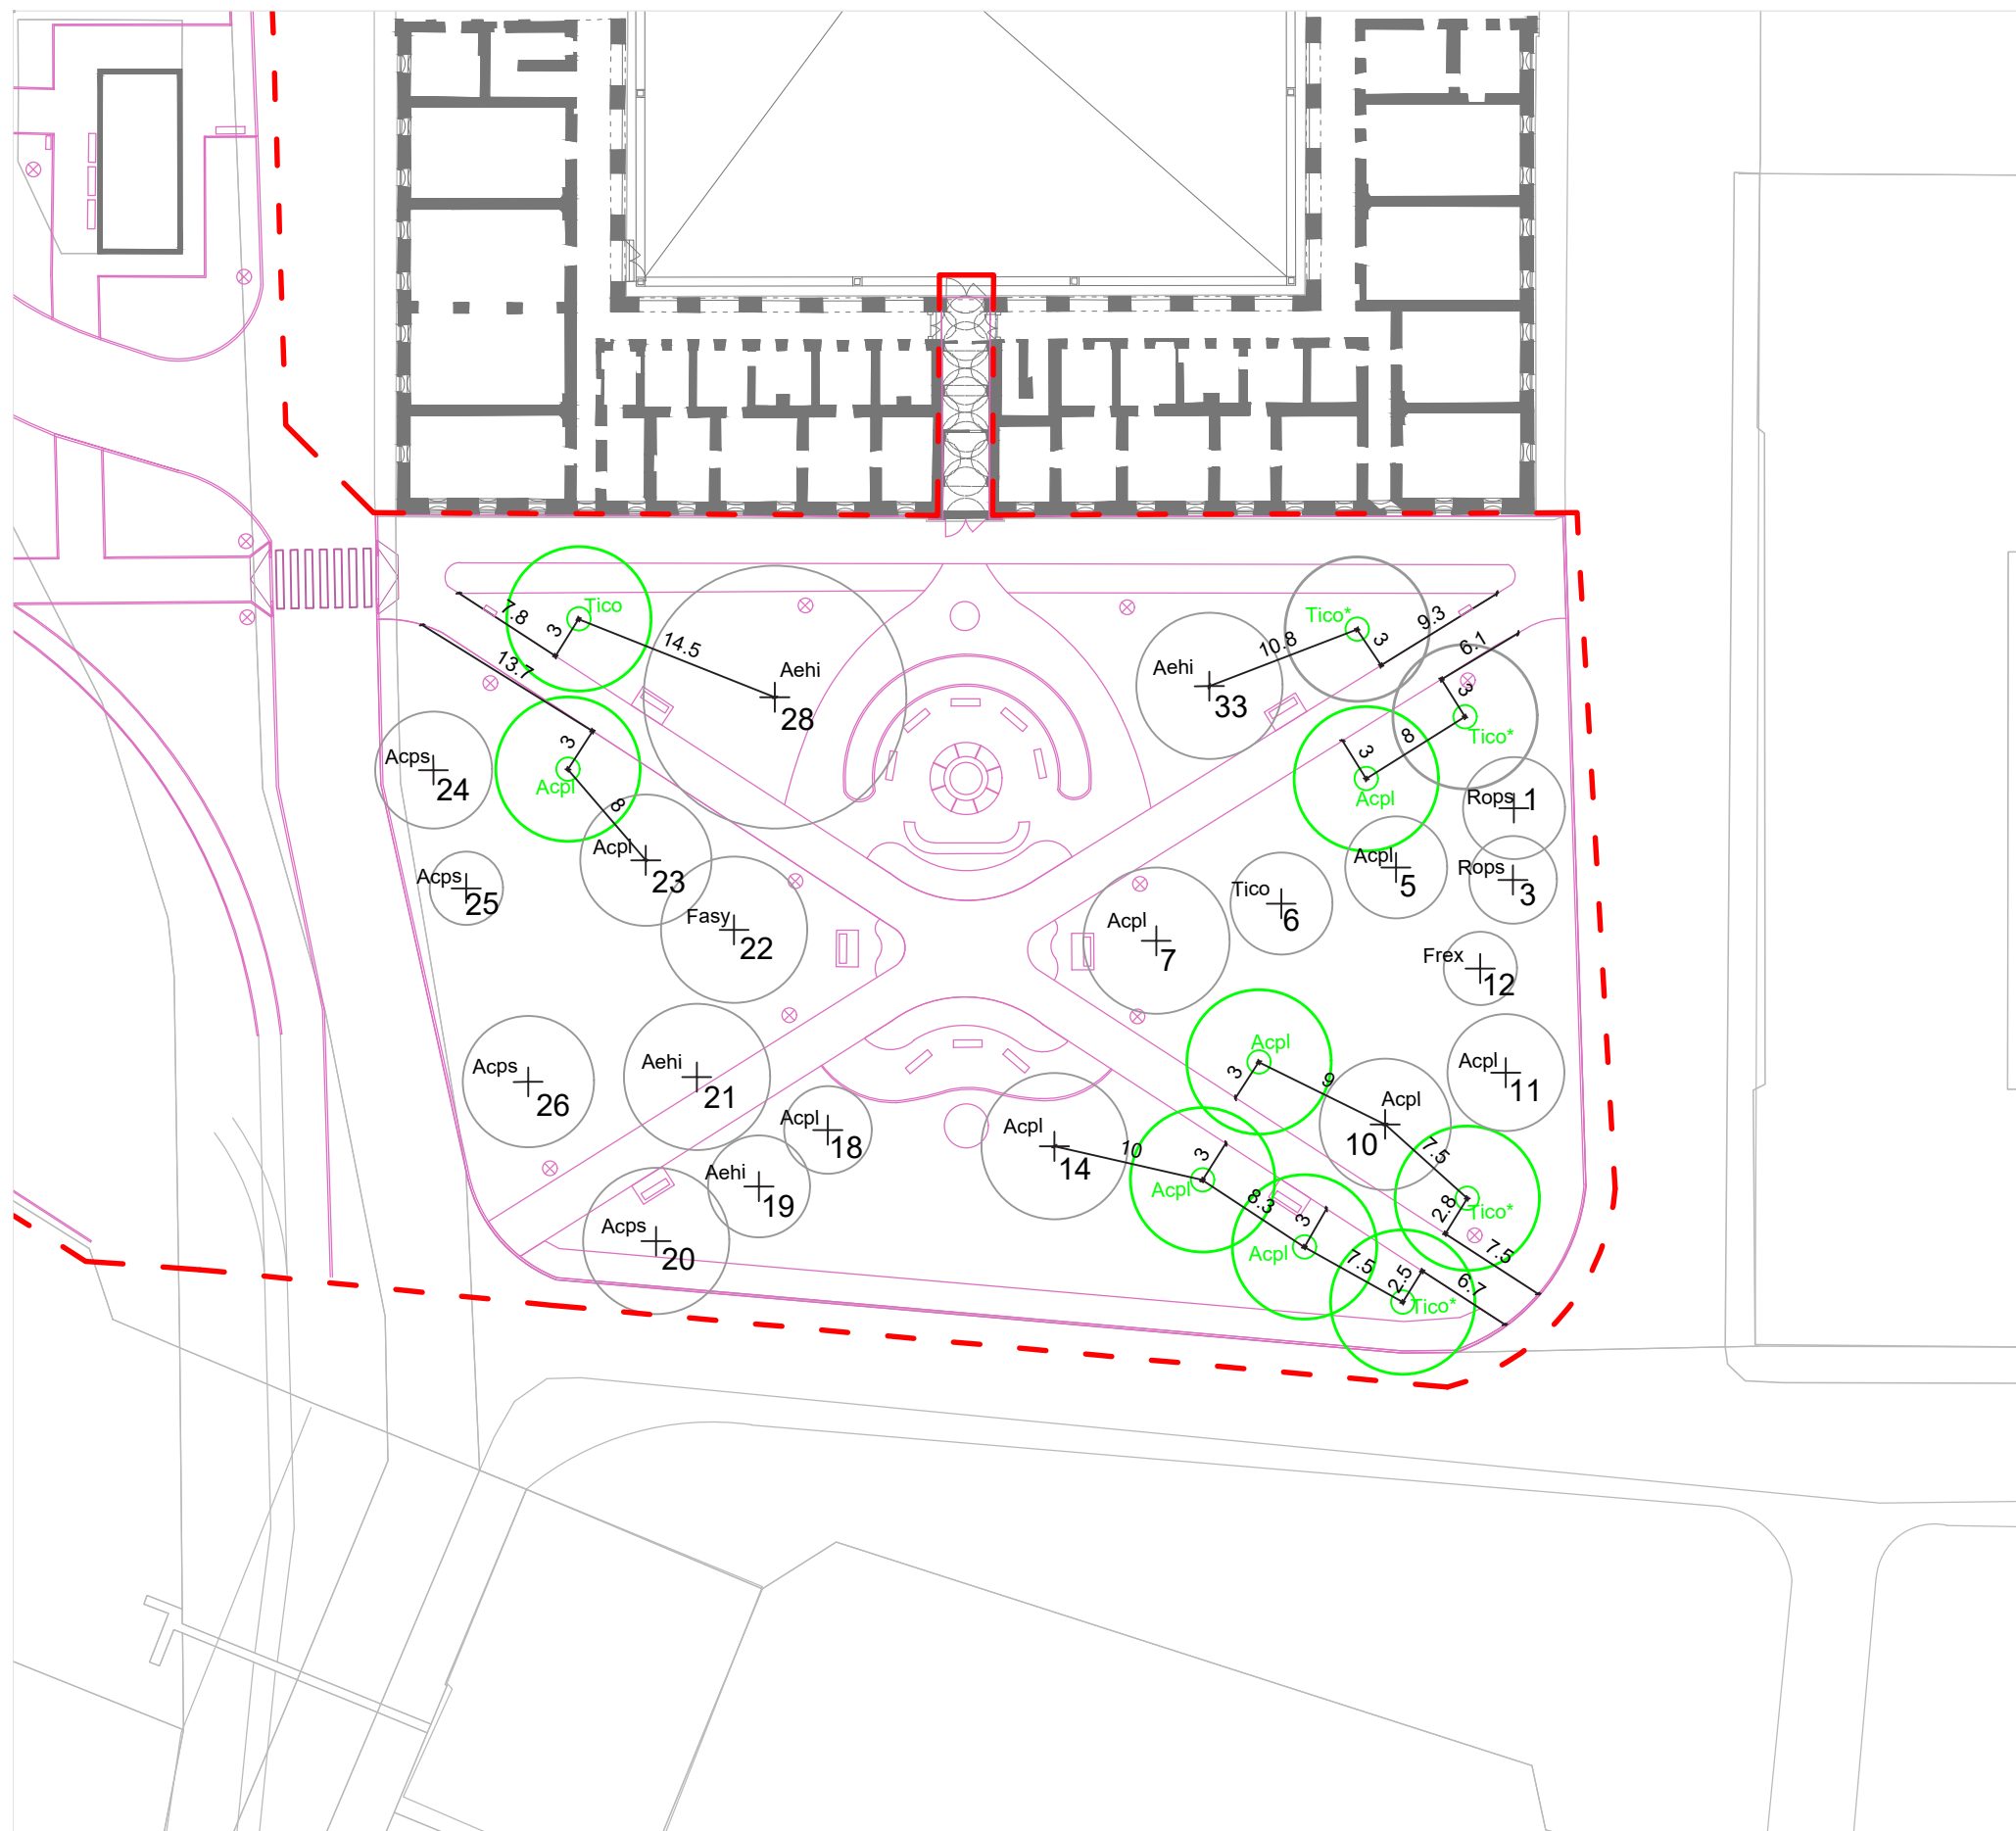 7.8
Tico
3
14.5
Aehi
28
13.7
3
Acpl
8
Acpl
23
Acps
24
Acps
25
Fasy
22
Acps
26
Aehi
21
Acpl
18
Aehi
19
Acps
20
Aehi
33
10.8
Tico*
3
9.3
6.1
3
Tico*
8
3
Acpl
Rops
1
Rops
3
Acpl
5
Tico
6
Acpl
7
Frex
12
Acpl
11
Acpl
3
9
Acpl
10
7.5
Tico*
2.8
7.5
Acpl
14
10
3
Acpl
8.3
3
Acpl
7.5
2.5
Tico*
6.7